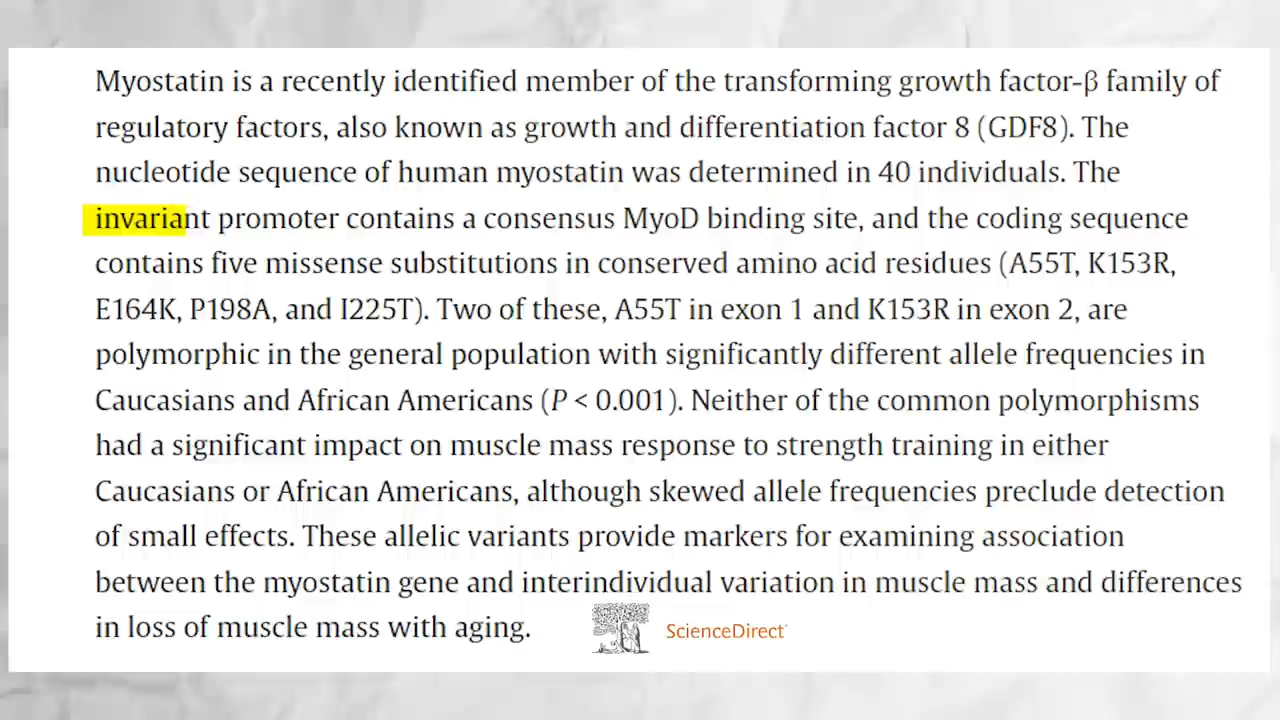 Myostatin is a recently identified member of the transforming growth factor-β family of
regulatory factors, also known as growth and differentiation factor 8 (GDF8). The
nucleotide sequence of human myostatin was determined in 40 individuals. The
invariant promoter contains a consensus MyoD binding site, and the coding sequence
contains five missense substitutions in conserved amino acid residues (A55T, K153R,
E164K, P198A, and I225T). Two of these, A55T in exon 1 and K153R in exon 2, are
polymorphic in the general population with significantly different allele frequencies in
Caucasians and African Americans (P < 0.001). Neither of the common polymorphisms
had a significant impact on muscle mass response to strength training in either
Caucasians or African Americans, although skewed allele frequencies preclude detection
of small effects. These allelic variants provide markers for examining association
between the myostatin gene and interindividual variation in muscle mass and differences
in loss of muscle mass with aging.
ScienceDirect